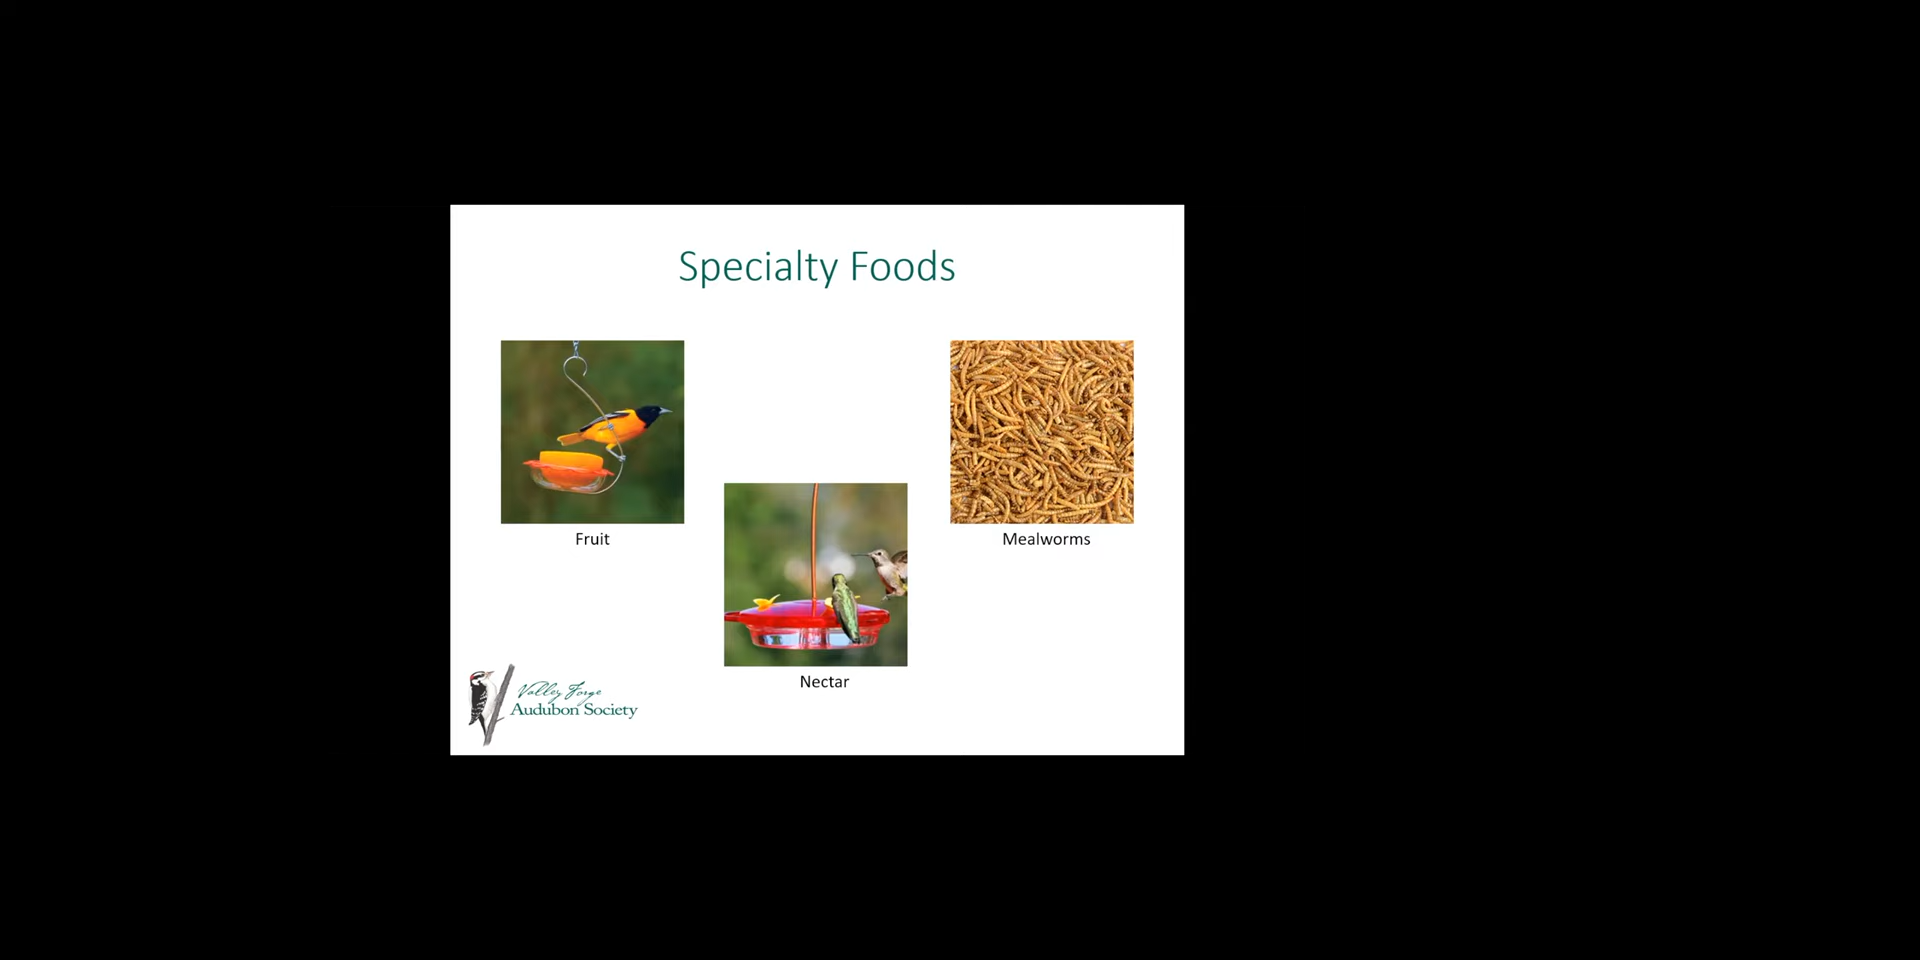 Specialty Foods
Fruit
Mealworms
Nectar
Valley Forge
Audubon Society